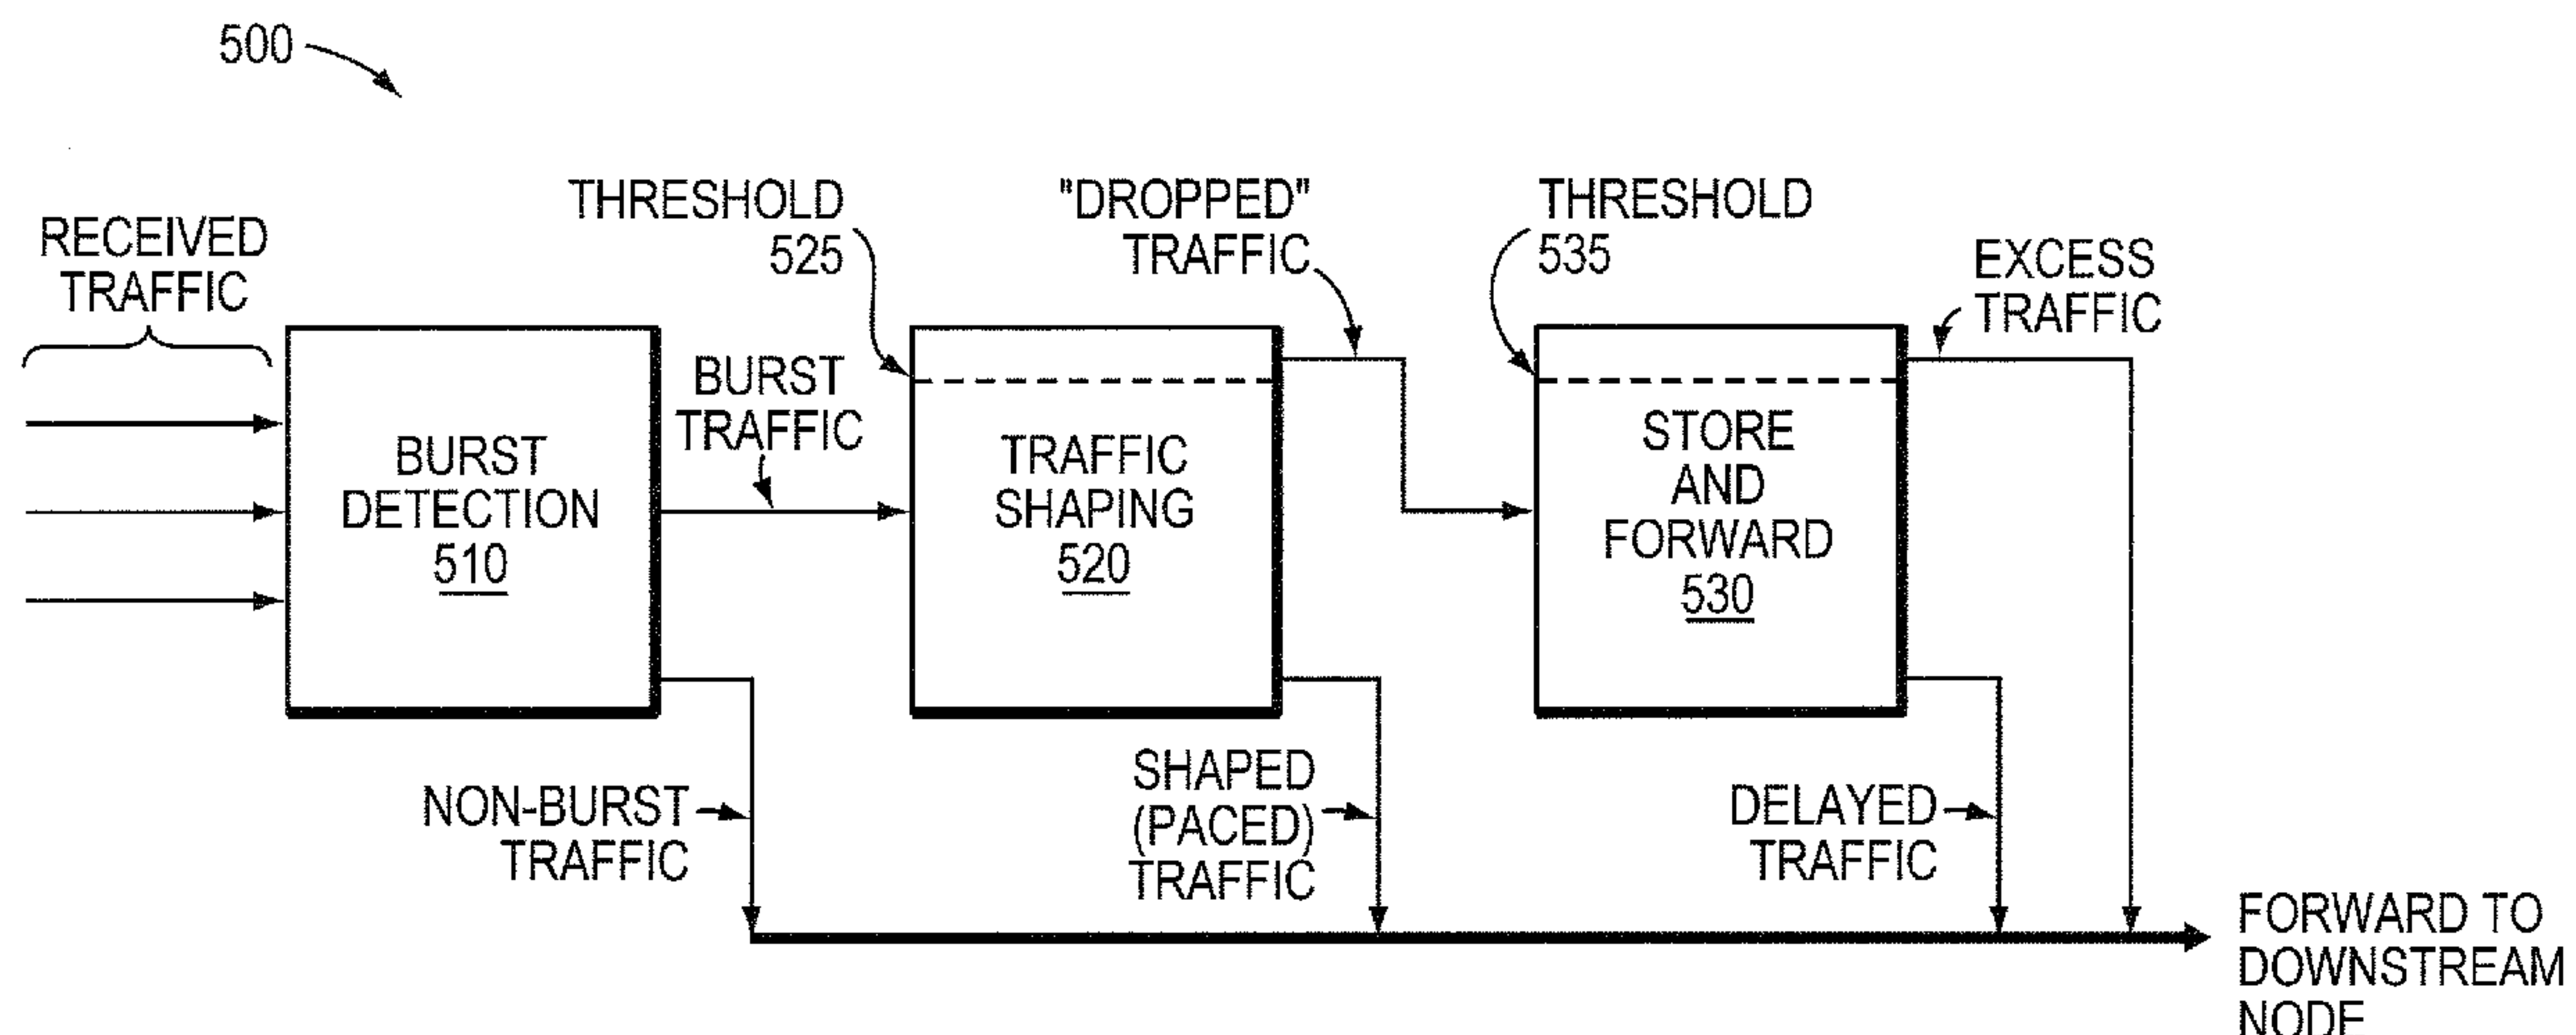 500
RECEIVED
TRAFFIC
THRESHOLD
525
"DROPPED"
TRAFFIC
THRESHOLD
535
EXCESS
TRAFFIC
BURST
TRAFFIC
BURST
DETECTION
510
TRAFFIC
SHAPING
520
STORE
AND
FORWARD
530
NON-BURST
TRAFFIC
SHAPED
(PACED)
TRAFFIC
DELAYED
TRAFFIC
FORWARD TO
DOWNSTREAM
NODE